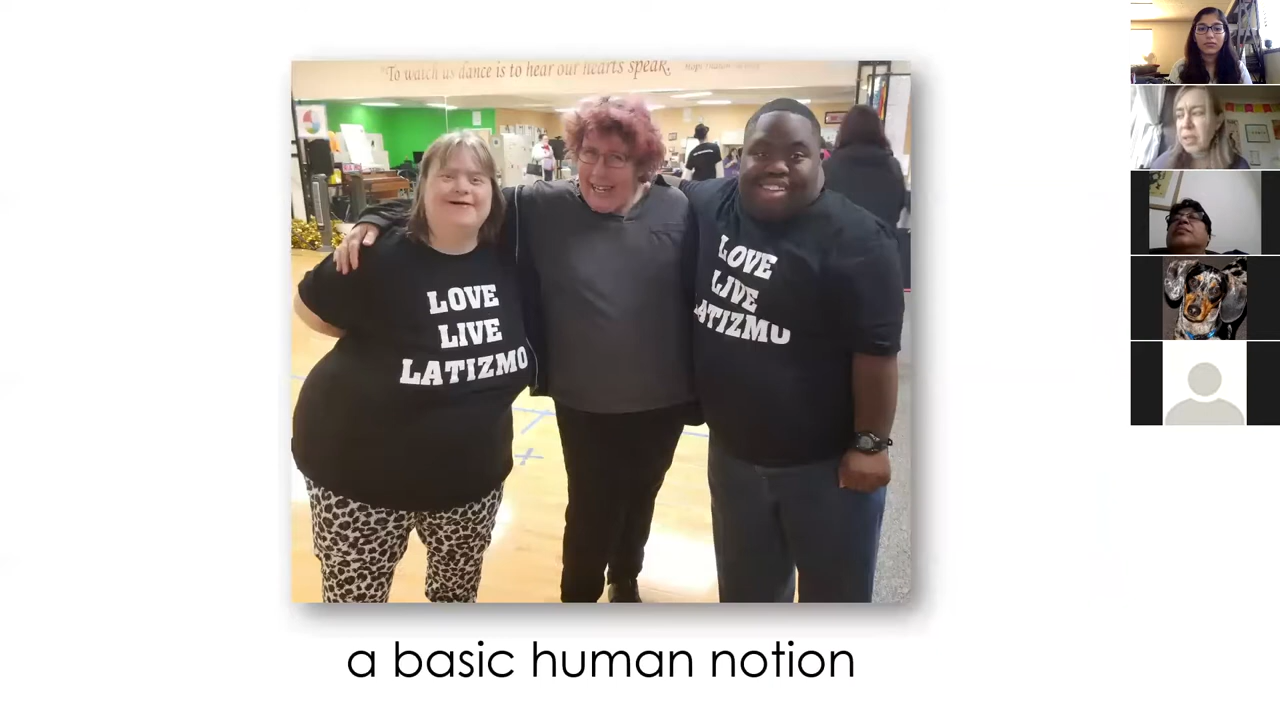 "To watch us dance is to hear our hearts speak.
LOVE
LIVE
LATIZMO
LOVE
LIVE
LATIZMO
a basic human notion